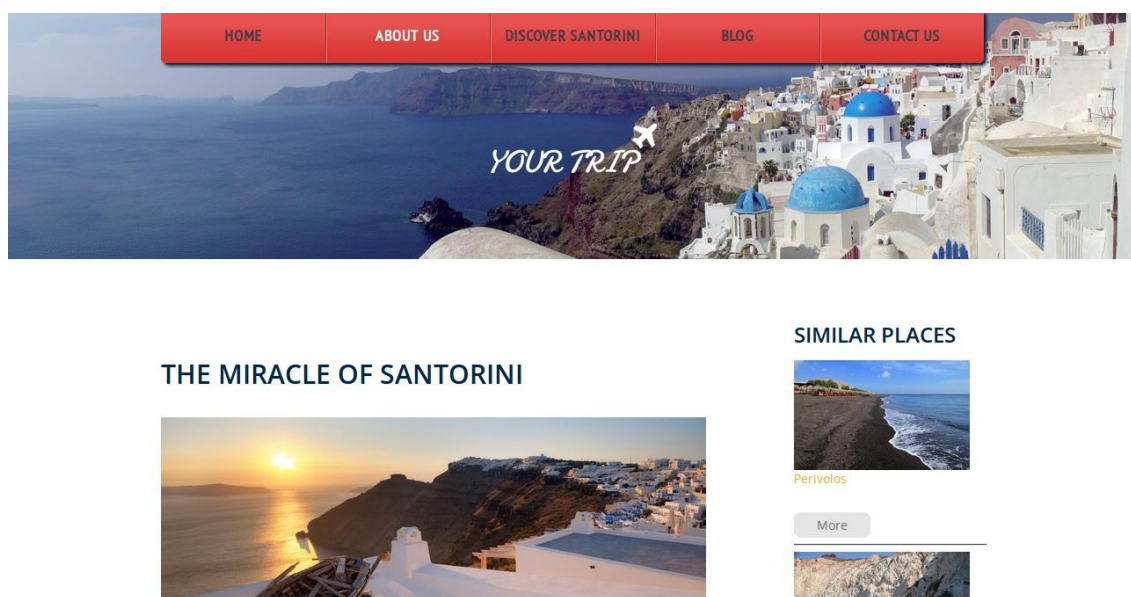 HOME ABOUT US DISCOVER SANTORINI BLOG CONTACT US
YOUR TRIP
SIMILAR PLACES
THE MIRACLE OF SANTORINI
Perivolos
More